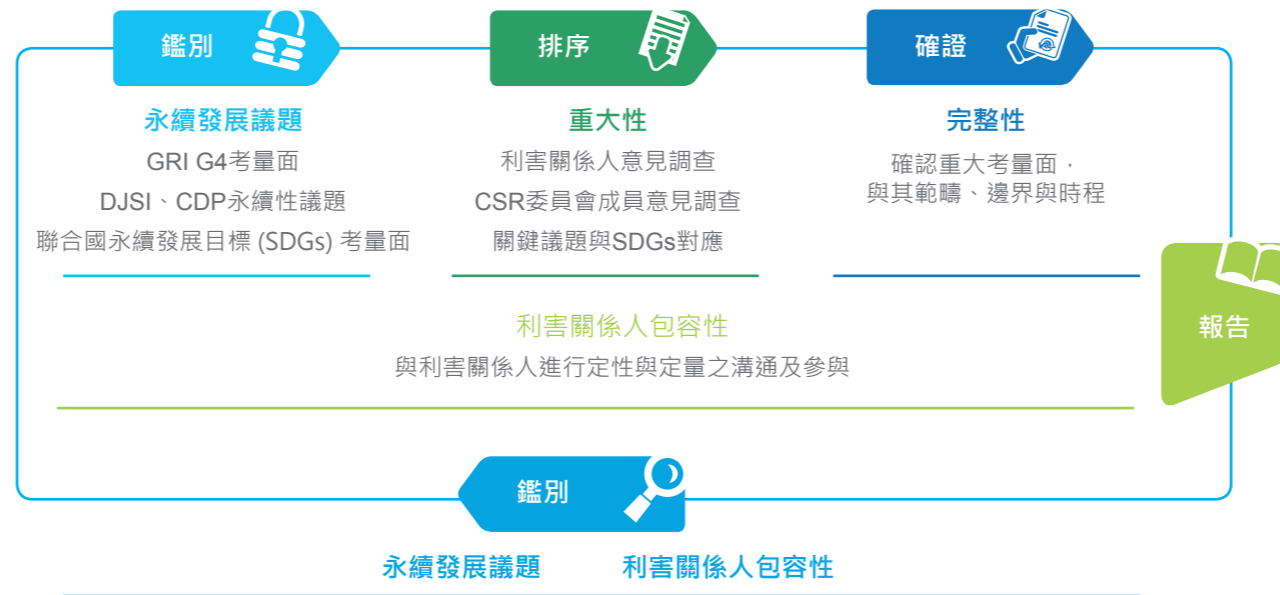 鑑別
永續發展議題
GRI G4考量面
DJSI、CDP永續性議題
聯合國永續發展目標 (SDGs) 考量面
排序
重大性
利害關係人意見調查
CSR委員會成員意見調查
關鍵議題與SDGs對應
確證
完整性
確認重大考量面，
與其範疇、邊界與時程
利害關係人包容性
與利害關係人進行定性與定量之溝通及參與
報告
鑑別
永續發展議題 利害關係人包容性